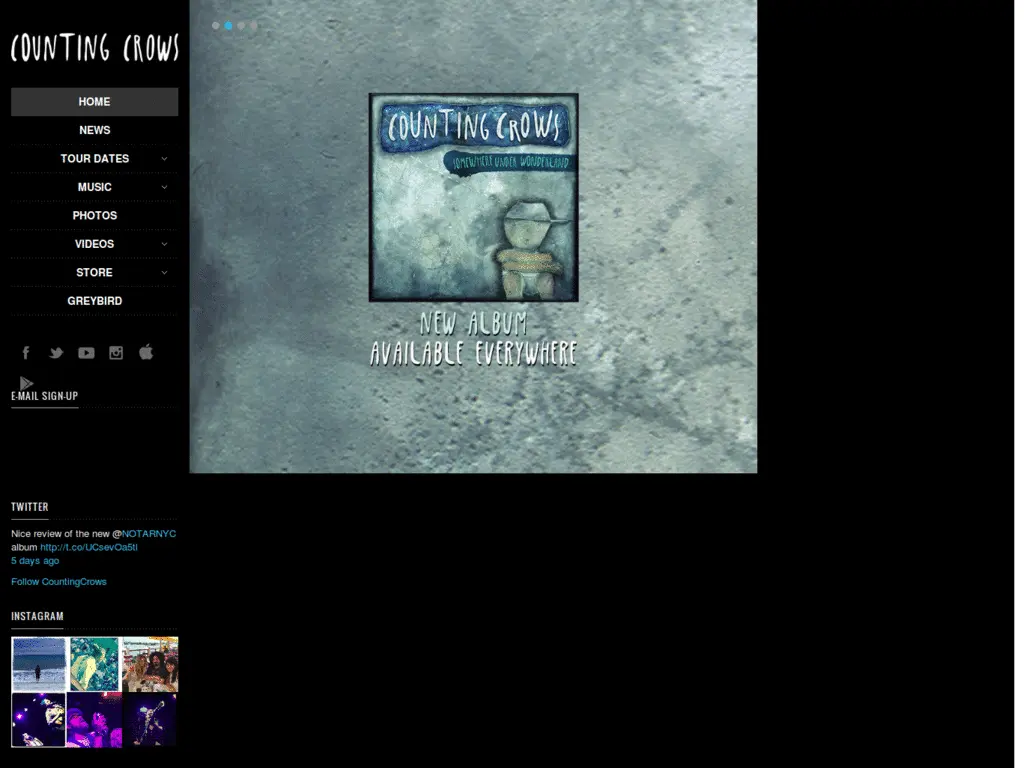 COUNTING CROWS
HOME
NEWS
TOUR DATES
MUSIC
PHOTOS
VIDEOS
STORE
GREYBIRD
E-MAIL SIGN-UP
TWITTER
Nice review of the new @NOTARNYC
album http://t.co/UCsevOa5tI
5 days ago
Follow CountingCrows
INSTAGRAM
COUNTING CROWS
SOMEWHERE UNDER WONDERLAND
NEW ALBUM
AVAILABLE EVERYWHERE